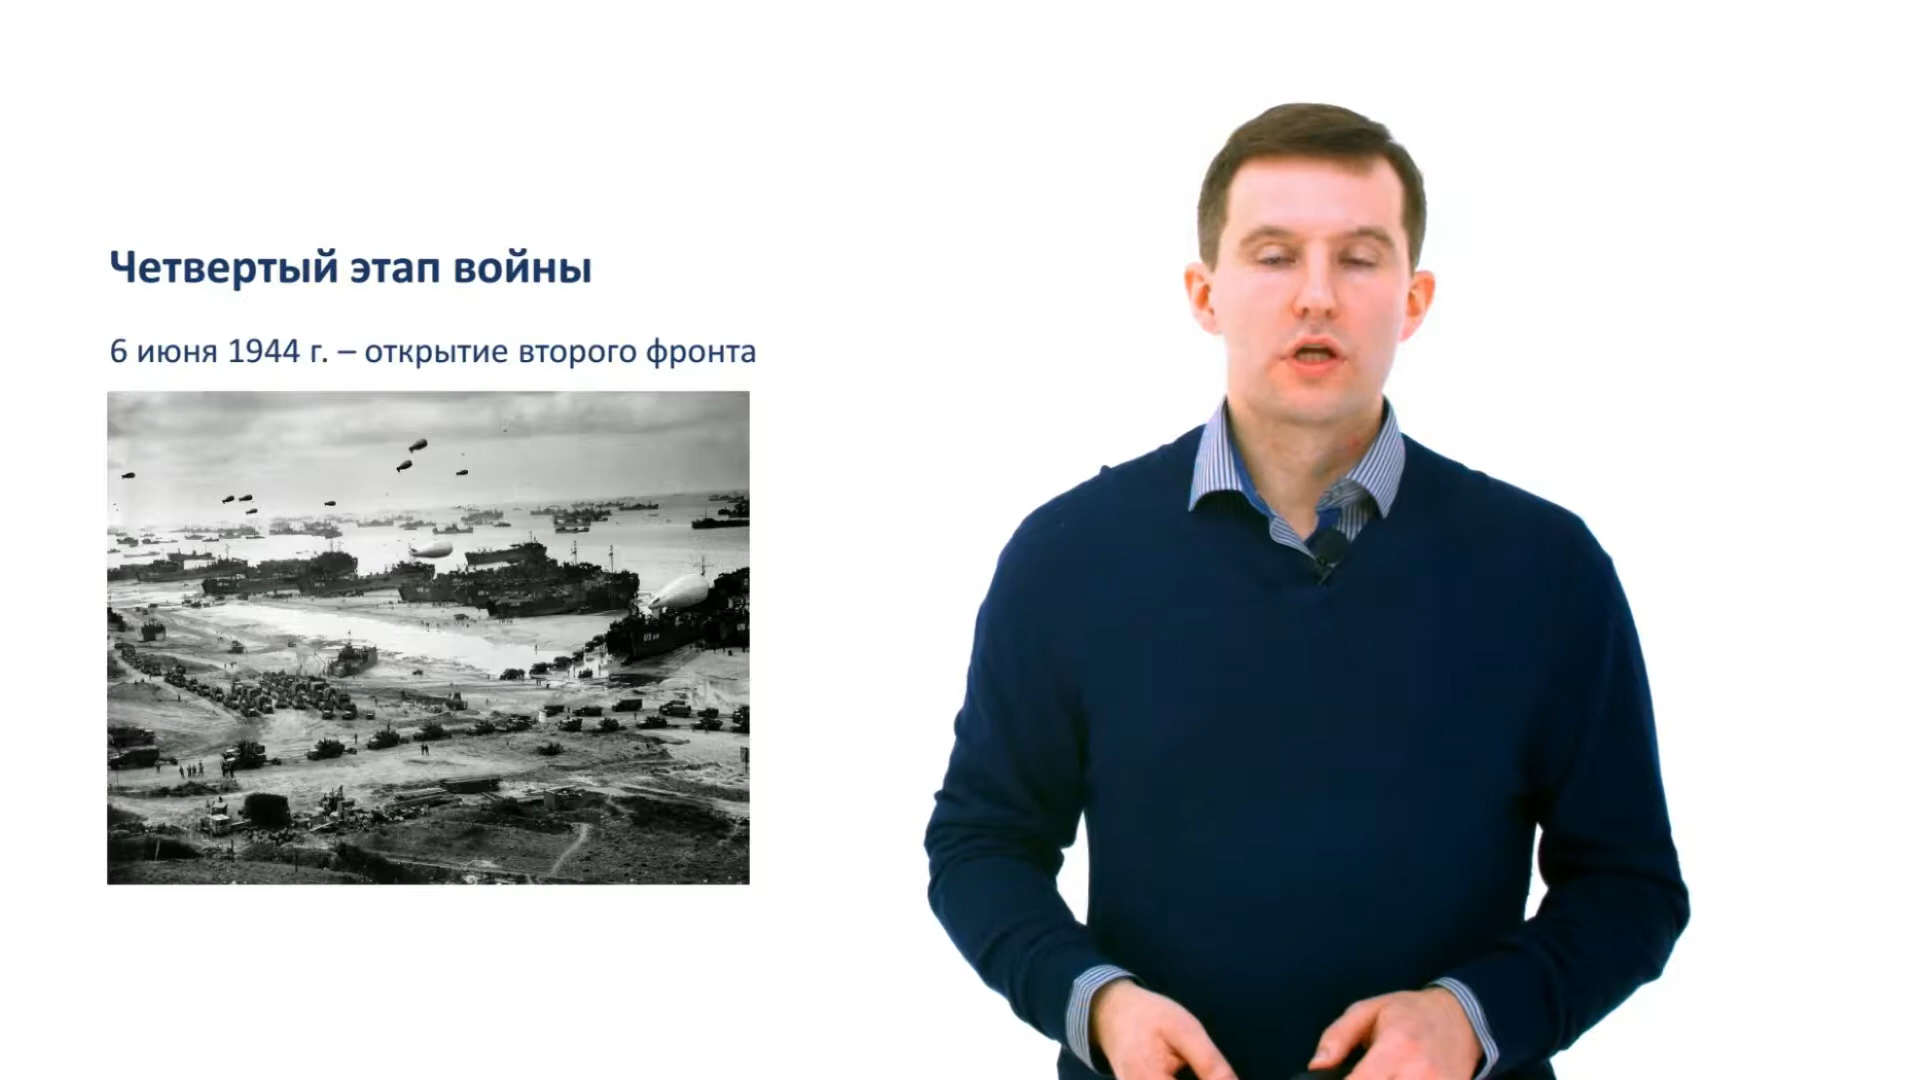 Четвертый этап войны
6 июня 1944 г. – открытие второго фронта